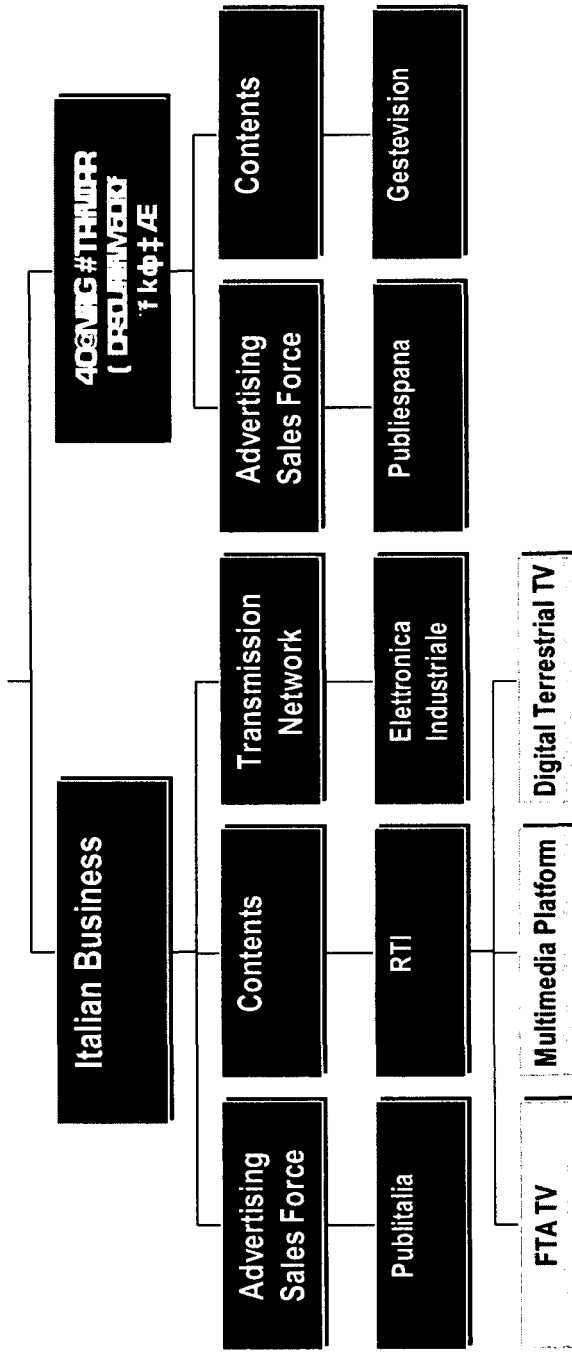 Italian Business
Advertising
Sales Force
Contents
Transmission
Network
Advertising
Sales Force
Contents
Publitalia
RTI
Elettronica
Industriale
Publiespana
Gestevision
FTA TV
Multimedia Platform
Digital Terrestrial TV